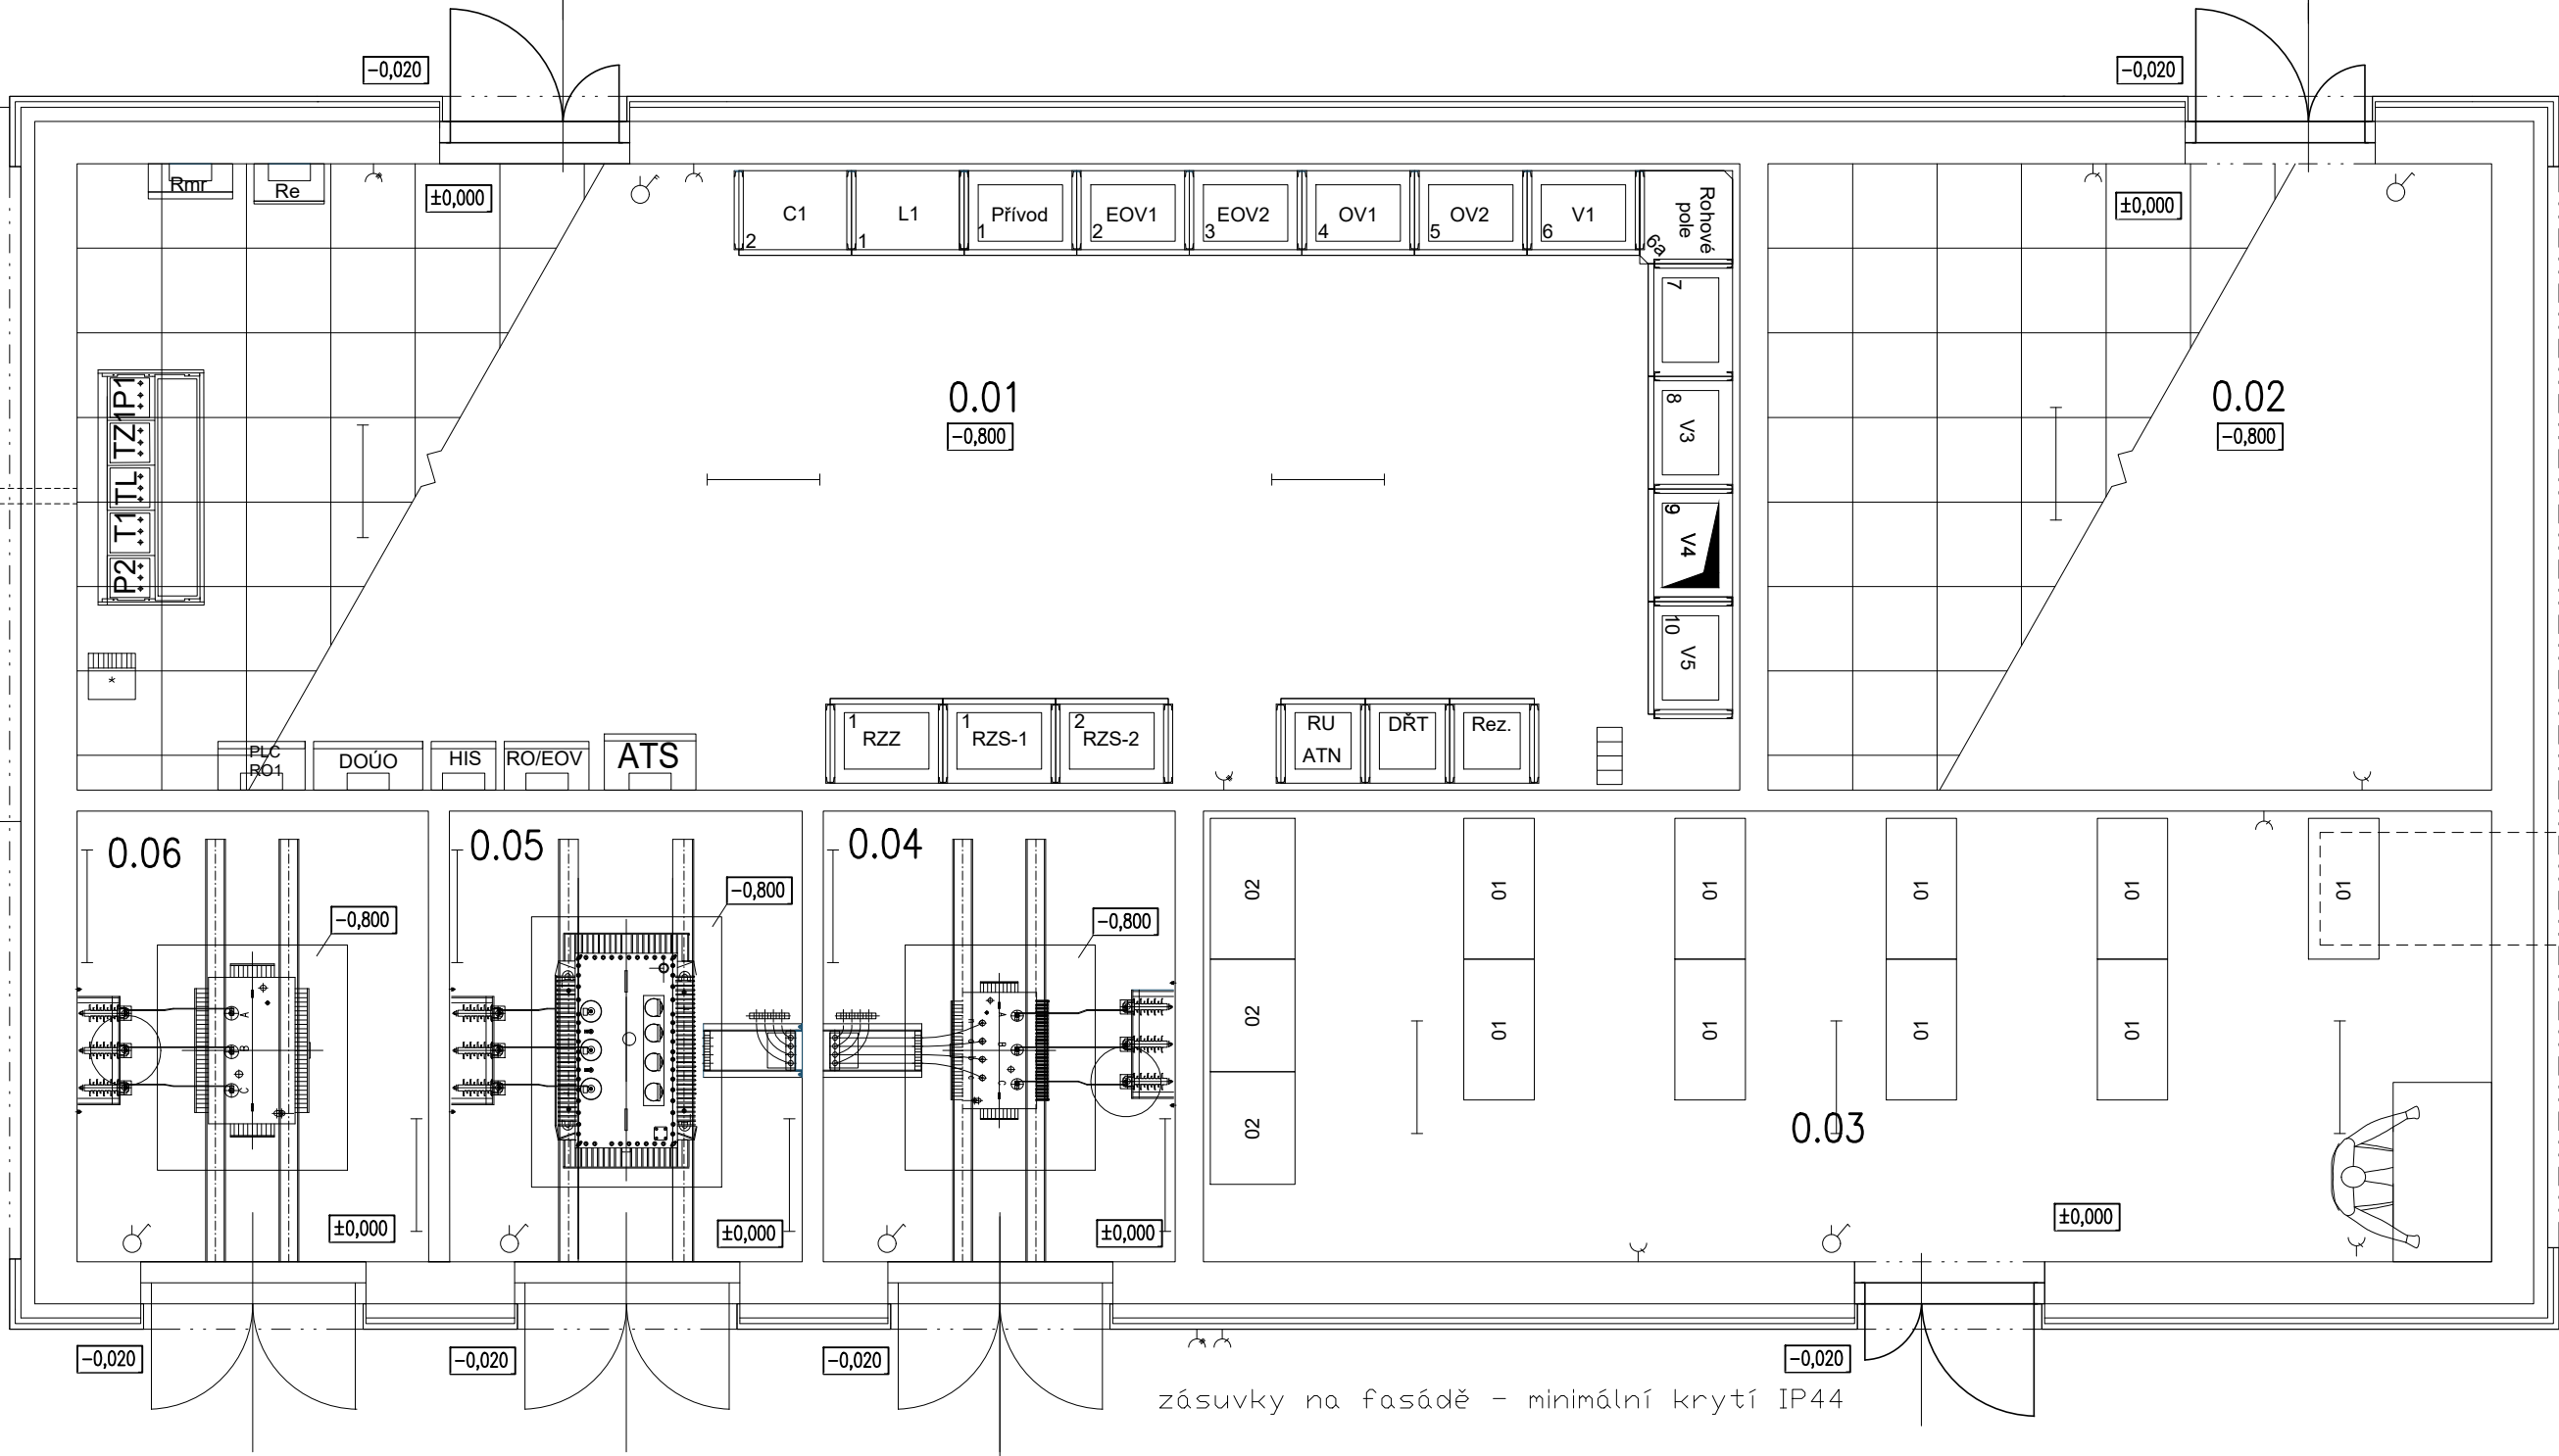 -0,020
-0,020
Rmr
Re
±0,000
±0,000
C1
2
L1
1
Přívod
1
EOV1
2
EOV2
3
OV1
4
OV2
5
V1
6
Rohové
pole
6a
7
8
V3
9
V4
10
V5
0.01
-0,800
0.02
-0,800
P1
TZ1
TL
T1
P2
*
PLC
RO1
DOÚO
HIS
RO/EOV
ATS
1
RZZ
1
RZS-1
2
RZS-2
RU
ATN
DŘT
Rez.
0.06
-0,800
A
B
C
±0,000
0.05
-0,800
±0,000
0.04
-0,800
A
B
C
±0,000
02
02
02
01
01
01
01
01
01
01
01
01
0.03
±0,000
-0,020
-0,020
-0,020
-0,020
zásuvky na fasádě - minimální krytí IP44